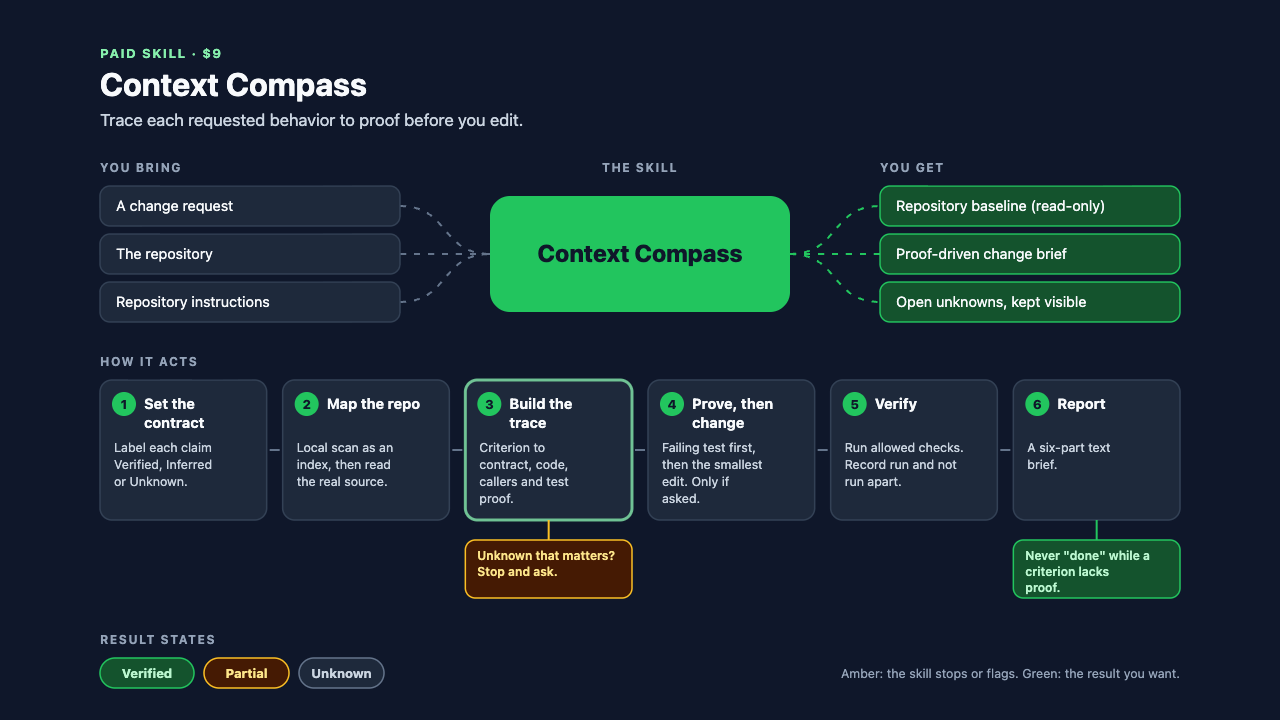 PAID SKILL · $9
Context Compass
Trace each requested behavior to proof before you edit.
YOU BRING
A change request
The repository
Repository instructions
THE SKILL
Context Compass
YOU GET
Repository baseline (read-only)
Proof-driven change brief
Open unknowns, kept visible
HOW IT ACTS
1
Set the
contract
Label each claim
Verified, Inferred
or Unknown.
2
Map the repo
Local scan as an
index, then read
the real source.
3
Build the
trace
Criterion to
contract, code,
callers and test
proof.
Unknown that matters?
Stop and ask.
4
Prove, then
change
Failing test first,
then the smallest
edit. Only if
asked.
5
Verify
Run allowed checks.
Record run and not
run apart.
6
Report
A six-part text
brief.
Never "done" while a
criterion lacks
proof.
RESULT STATES
Verified
Partial
Unknown
Amber: the skill stops or flags. Green: the result you want.